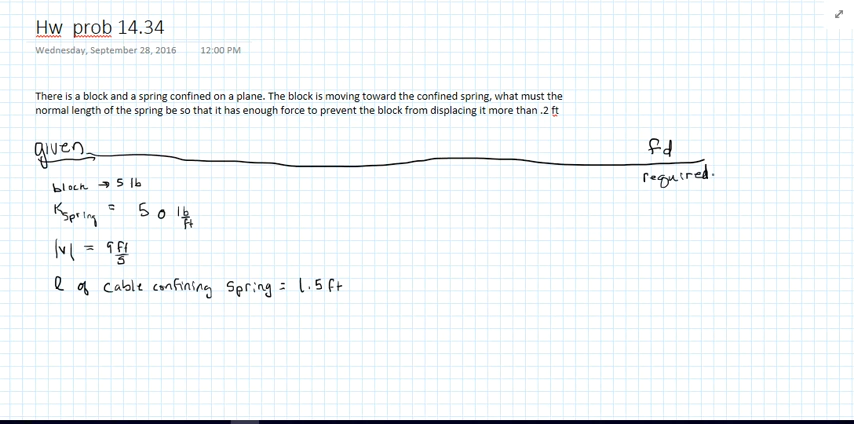 Hw prob 14.34
Wednesday, September 28, 2016 12:00 PM
There is a block and a spring confined on a plane. The block is moving toward the confined spring, what must the
normal length of the spring be so that it has enough force to prevent the block from displacing it more than .2 ft
given
fd
required.
block → 5 lb
Kspring = 50 lb/ft
|v| = 9 ft/s
l of cable confining spring = 1.5 ft